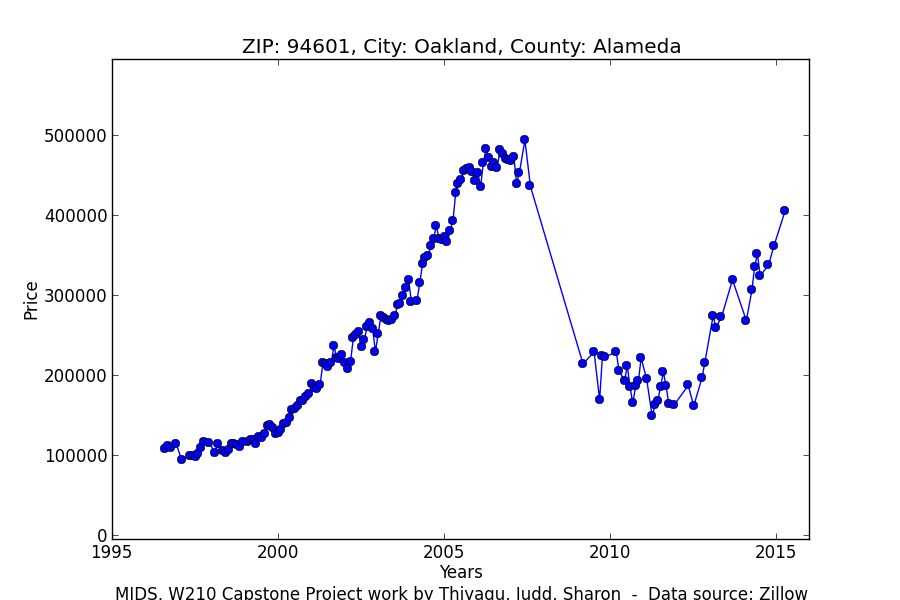 ZIP: 94601, City: Oakland, County: Alameda
500000
400000
300000
200000
100000
0
Price
1995 2000 2005 2010 2015
Years
MIDS, W210 Capstone Project work by Thiyagu, Judd, Sharon - Data source: Zillow